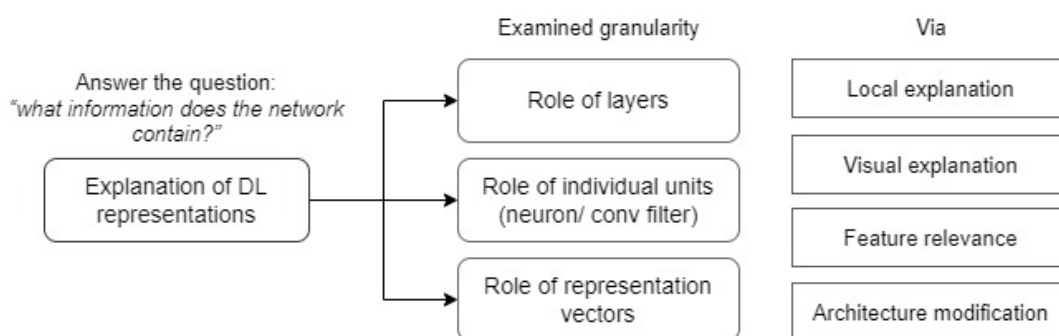 Examined granularity
Via
Answer the question:
"what information does the network
contain?"
Explanation of DL
representations
Role of layers
Role of individual units
(neuron/ conv filter)
Role of representation
vectors
Local explanation
Visual explanation
Feature relevance
Architecture modification